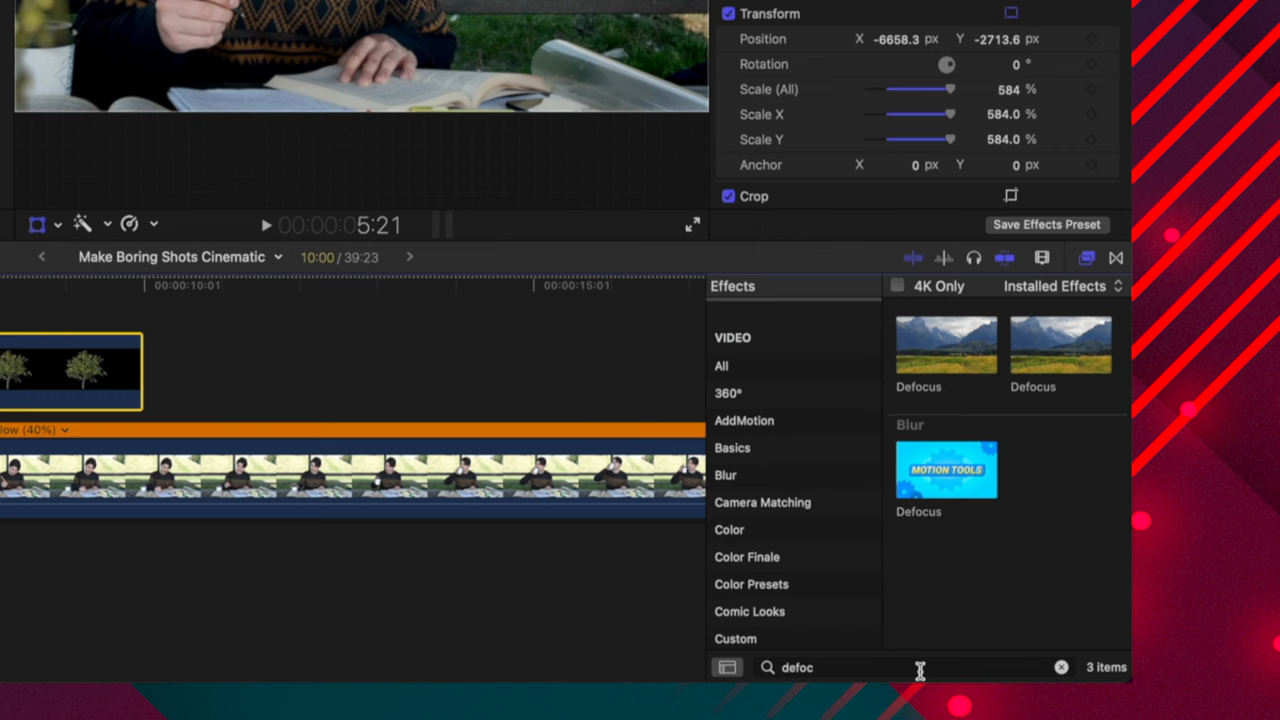 Transform
Position X -6658.3 px Y -2713.6 px
Rotation 0 °
Scale (All) 584 %
Scale X 584.0 %
Scale Y 584.0 %
Anchor X 0 px Y 0 px
Crop
00:00:05:21
Save Effects Preset
Make Boring Shots Cinematic 10:00 / 39:23
00:00:10:01 00:00:15:01
low (40%)
Effects
4K Only Installed Effects
VIDEO
All
360°
AddMotion
Basics
Blur
Camera Matching
Color
Color Finale
Color Presets
Comic Looks
Custom
Defocus Defocus
Blur
MOTION TOOLS
Defocus
defoc 3 items